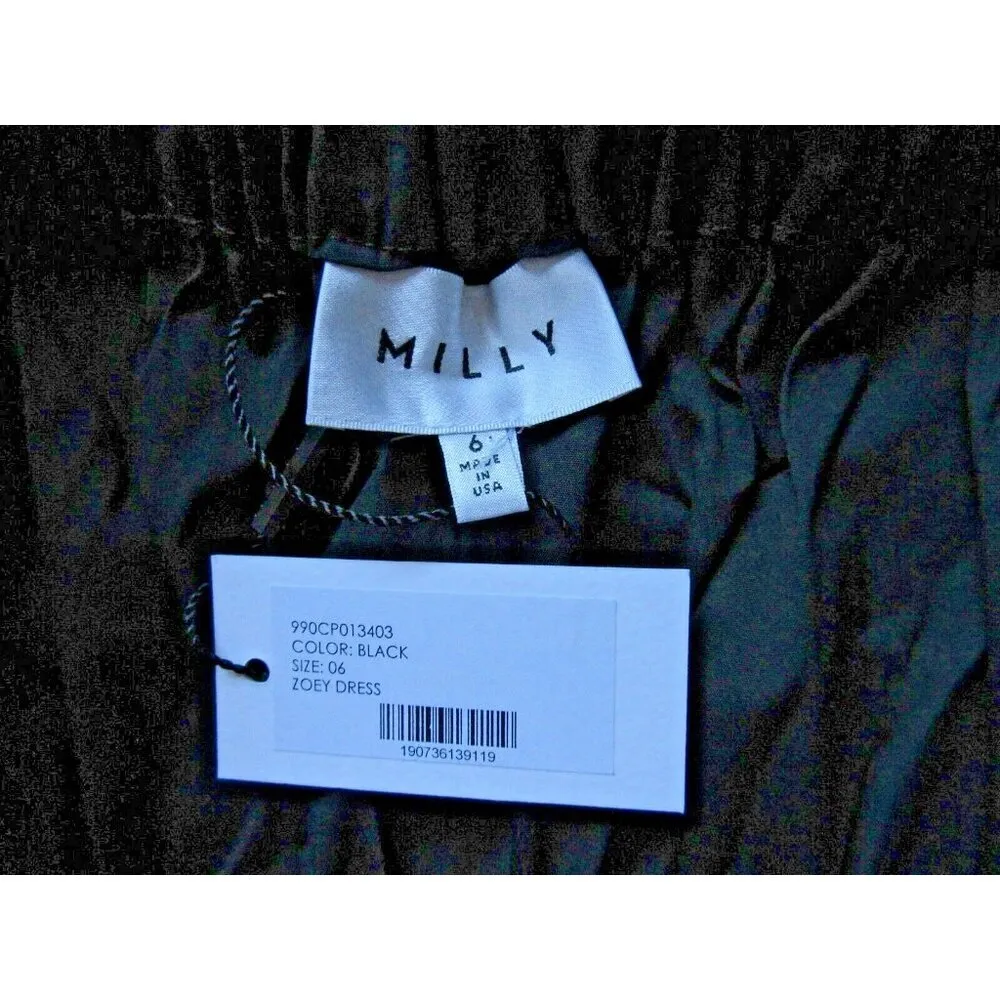 MILLY
6
MADE
IN
USA
990CP013403
COLOR: BLACK
SIZE: 06
ZOEY DRESS
190736139119